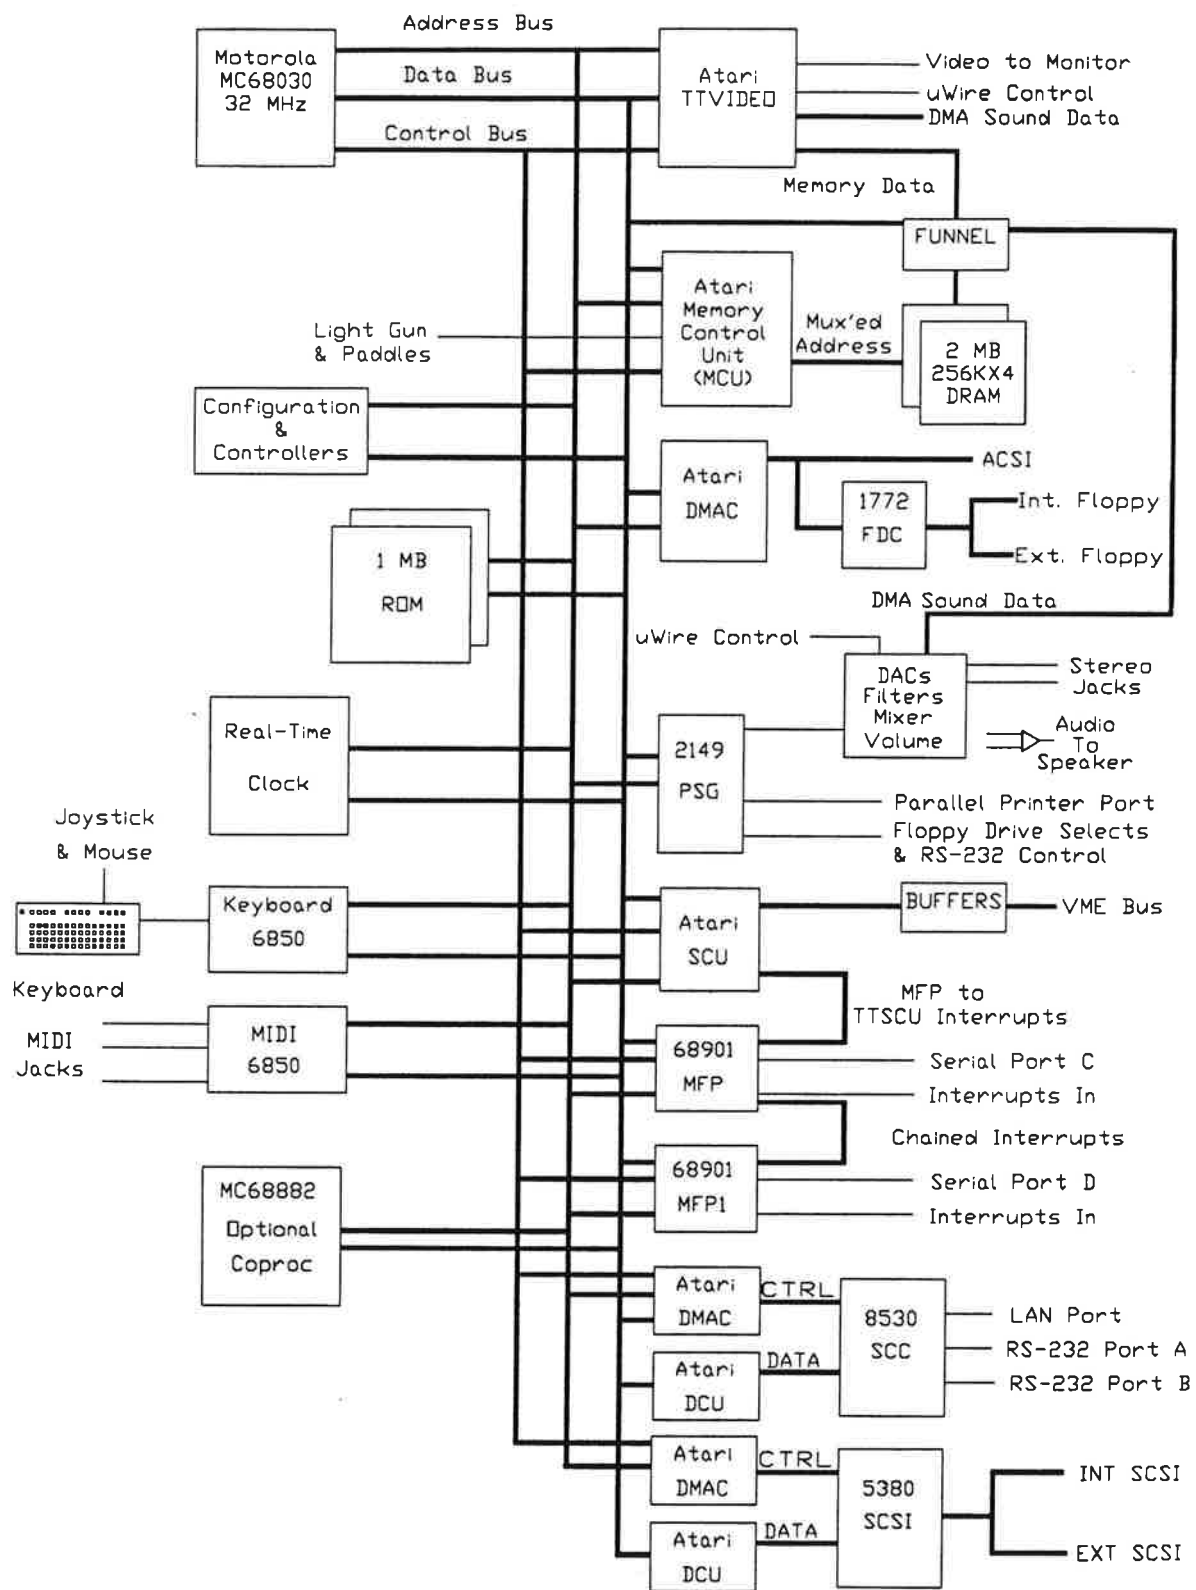 Address Bus
Motorola
MC68030
32 MHz
Data Bus
Control Bus
Atari
TTVIDEO
Video to Monitor
uWire Control
DMA Sound Data
Memory Data
FUNNEL
Atari
Memory
Control
Unit
(MCU)
Light Gun
& Paddles
Mux'ed
Address
2 MB
256KX4
DRAM
Configuration
&
Controllers
Atari
DMAC
ACSI
1772
FDC
Int. Floppy
Ext. Floppy
1 MB
ROM
DMA Sound Data
uWire Control
DACs
Filters
Mixer
Volume
Stereo
Jacks
Audio
To
Speaker
Real-Time
Clock
2149
PSG
Parallel Printer Port
Floppy Drive Selects
& RS-232 Control
Joystick
& Mouse
Keyboard
6850
Keyboard
Atari
SCU
BUFFERS
VME Bus
MFP to
TTSCU Interrupts
MIDI
Jacks
MIDI
6850
68901
MFP
Serial Port C
Interrupts In
Chained Interrupts
68901
MFP1
Serial Port D
Interrupts In
MC68882
Optional
Coproc
Atari
DMAC
CTRL
8530
SCC
LAN Port
RS-232 Port A
RS-232 Port B
Atari
DCU
DATA
Atari
DMAC
CTRL
5380
SCSI
INT SCSI
EXT SCSI
Atari
DCU
DATA